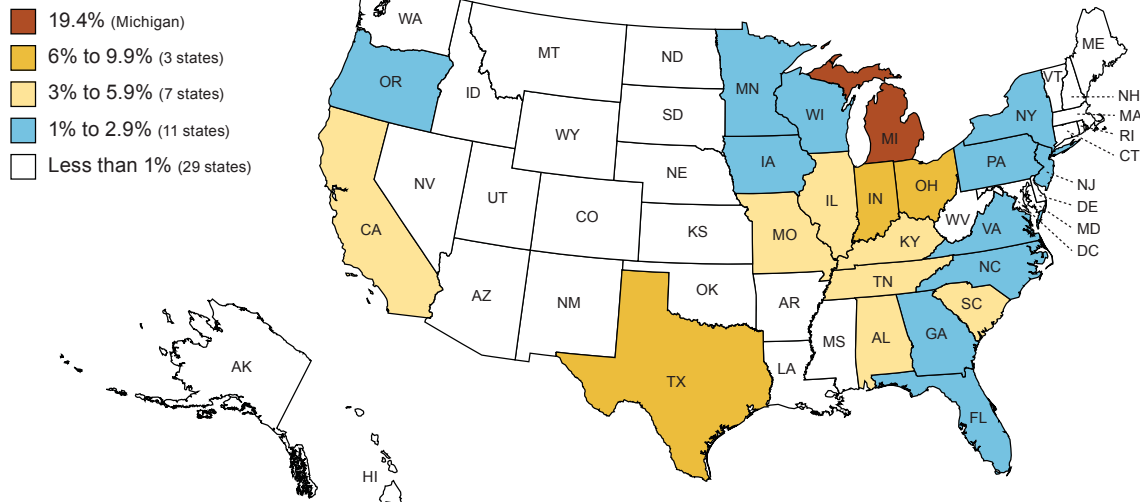 19.4% (Michigan)
6% to 9.9% (3 states)
3% to 5.9% (7 states)
1% to 2.9% (11 states)
Less than 1% (29 states)
WA
MT
ND
ME
OR
ID
MN
VT
SD
WI
NH
NY
MA
WY
MI
RI
CT
IA
PA
NE
NV
UT
IL
IN
OH
NJ
CO
DE
CA
KS
MO
WV
VA
MD
KY
DC
NC
TN
AZ
NM
OK
AR
SC
MS
AL
GA
AK
LA
TX
FL
HI